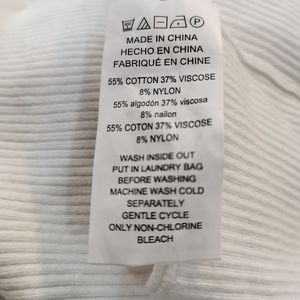 MADE IN CHINA
HECHO EN CHINA
FABRIQUÉ EN CHINE
55% COTTON 37% VISCOSE
8% NYLON
55% algodón 37% viscosa
8% nailon
55% COTON 37% VISCOSE
8% NYLON
WASH INSIDE OUT
PUT IN LAUNDRY BAG
BEFORE WASHING
MACHINE WASH COLD
SEPARATELY
GENTLE CYCLE
ONLY NON-CHLORINE
BLEACH